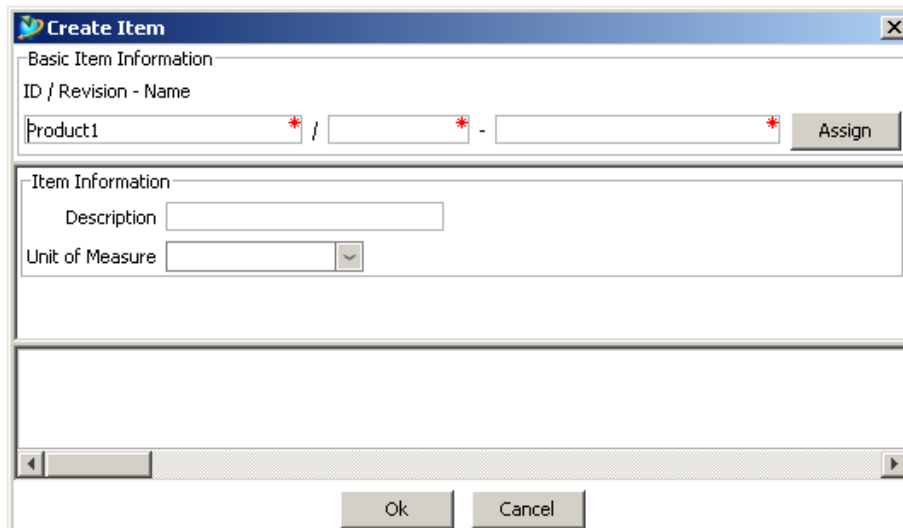 Create Item
Basic Item Information
ID / Revision - Name
Product1 * / * - * Assign
Item Information
Description
Unit of Measure
Ok Cancel